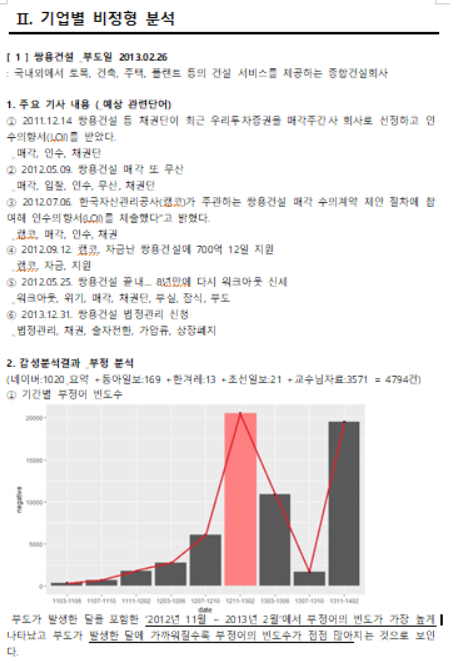 Ⅱ. 기업별 비정형 분석
[ 1 ] 쌍용건설_부도일 2013.02.26
: 국내외에서 토목, 건축, 주택, 플랜트 등의 건설 서비스를 제공하는 종합건설회사
1. 주요 기사 내용 (_예상 관련단어)
① 2011.12.14 쌍용건설 등 채권단이 최근 우리투자증권을 매각주간사 회사로 선정하고 인
수의향서(LOI)를 받았다.
_매각, 인수, 채권단
② 2012.05.09. 쌍용건설 매각 또 무산
_매각, 입찰, 인수, 무산, 채권단
③ 2012.07.06. 한국자산관리공사(캠코)가 주관하는 쌍용건설 매각 수의계약 제안 절차에 참
여해 인수의향서(LOI)를 제출했다"고 밝혔다.
_캠코, 매각, 인수, 채권
④ 2012.09.12. 캠코, 자금난 쌍용건설에 700억 12일 지원
_캠코, 자금, 지원
⑤ 2012.05.25. 쌍용건설 끝내... 8년만에 다시 워크아웃 신세
_워크아웃, 위기, 매각, 채권단, 부실, 잠식, 부도
⑥ 2013.12.31. 쌍용건설 법정관리 신청
_법정관리, 채권, 출자전환, 가압류, 상장폐지
2. 감성분석결과_부정 분석
(네이버:1020_요약 +동아일보:169 +한겨레:13 +조선일보:21 +교수님자료:3571 = 4794건)
① 기간별 부정어 빈도수
20000
15000
10000
5000
0
negative
1103-1106 1107-1110 1111-1202 1203-1206 1207-1210 1211-1302 1303-1306 1307-1310 1311-1402
date
부도가 발생한 달을 포함한 '2012년 11월 - 2013년 2월'에서 부정어의 빈도가 가장 높게
나타났고 부도가 발생한 달에 가까워질수록 부정어의 빈도수가 점점 많아지는 것으로 보인
다.